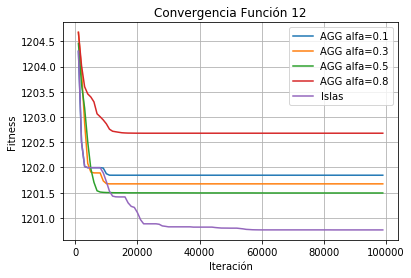 Convergencia Función 12
AGG alfa=0.1
AGG alfa=0.3
AGG alfa=0.5
AGG alfa=0.8
Islas
Fitness
1204.5
1204.0
1203.5
1203.0
1202.5
1202.0
1201.5
1201.0
0 20000 40000 60000 80000 100000
Iteración